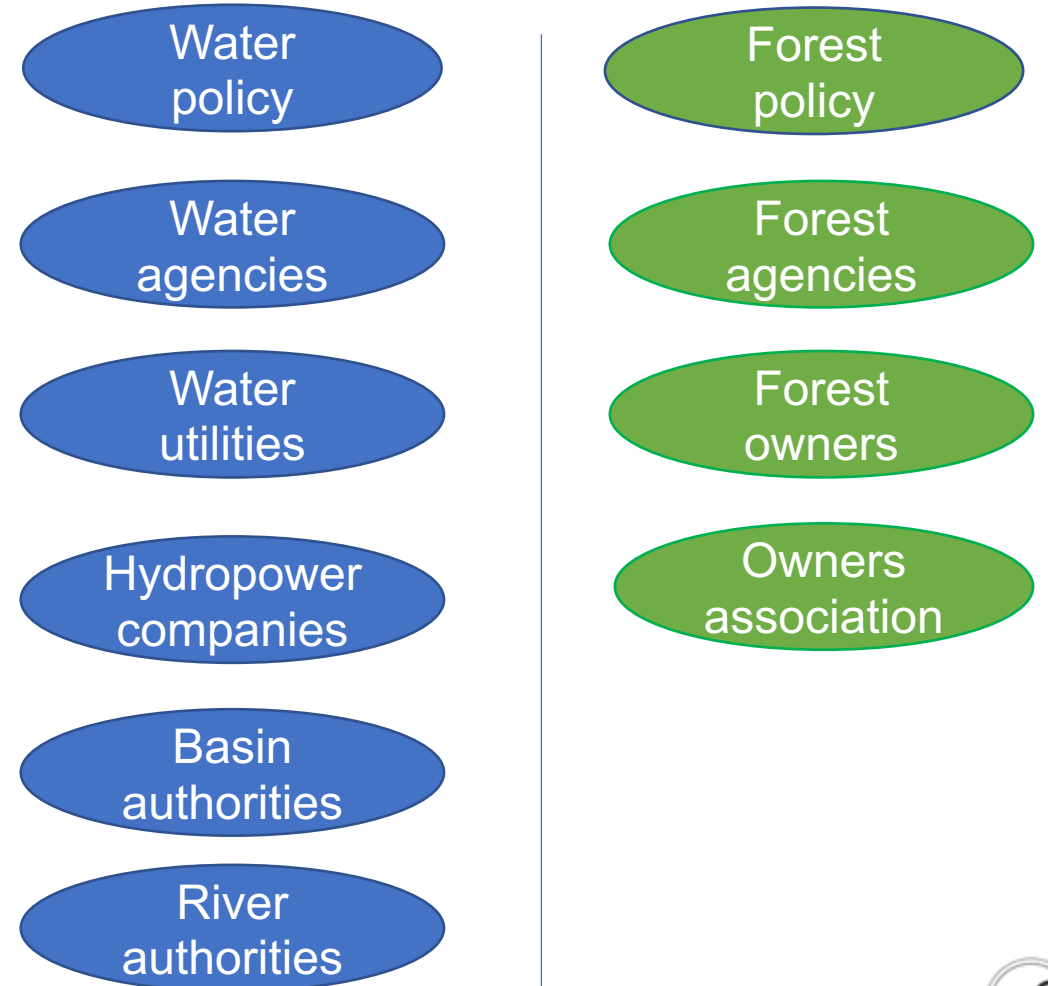 Water
policy
Water
agencies
Water
utilities
Hydropower
companies
Basin
authorities
River
authorities
Forest
policy
Forest
agencies
Forest
owners
Owners
association